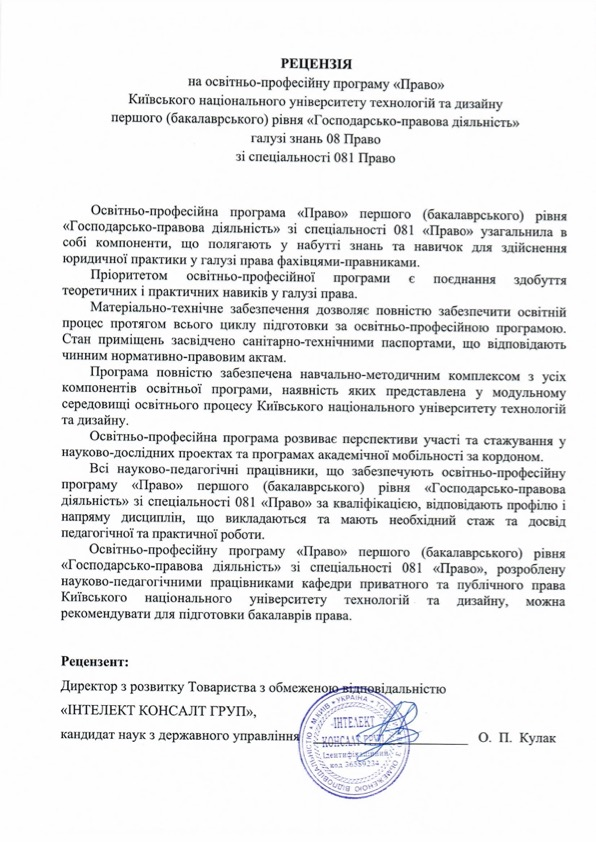 РЕЦЕНЗІЯ
на освітньо-професійну програму «Право»
Київського національного університету технологій та дизайну
першого (бакалаврського) рівня «Господарсько-правова діяльність»
галузі знань 08 Право
зі спеціальності 081 Право
Освітньо-професійна програма «Право» першого (бакалаврського) рівня
«Господарсько-правова діяльність» зі спеціальності 081 «Право» узагальнила в
собі компоненти, що полягають у набутті знань та навичок для здійснення
юридичної практики у галузі права фахівцями-правниками.
Пріоритетом освітньо-професійної програми є поєднання здобуття
теоретичних і практичних навиків у галузі права.
Матеріально-технічне забезпечення дозволяє повністю забезпечити освітній
процес протягом всього циклу підготовки за освітньо-професійною програмою.
Стан приміщень засвідчено санітарно-технічними паспортами, що відповідають
чинним нормативно-правовим актам.
Програма повністю забезпечена навчально-методичним комплексом з усіх
компонентів освітньої програми, наявність яких представлена у модульному
середовищі освітнього процесу Київського національного університету технологій
та дизайну.
Освітньо-професійна програма розвиває перспективи участі та стажування у
науково-дослідних проектах та програмах академічної мобільності за кордоном.
Всі науково-педагогічні працівники, що забезпечують освітньо-професійну
програму «Право» першого (бакалаврського) рівня «Господарсько-правова
діяльність» зі спеціальності 081 «Право» за кваліфікацією, відповідають профілю і
напряму дисциплін, що викладаються та мають необхідний стаж та досвід
педагогічної та практичної роботи.
Освітньо-професійну програму «Право» першого (бакалаврського) рівня
«Господарсько-правова діяльність» зі спеціальності 081 «Право», розроблену
науково-педагогічними працівниками кафедри приватного та публічного права
Київського національного університету технологій та дизайну, можна
рекомендувати для підготовки бакалаврів права.
Рецензент:
Директор з розвитку Товариства з обмеженою відповідальністю
«ІНТЕЛЕКТ КОНСАЛТ ГРУП»,
кандидат наук з державного управління О. П. Кулак
М.КИЇВ * УКРАЇНА * ТОВ З ОБМЕЖЕНОЮ ВІДПОВІДАЛЬНІСТЮ
ІНТЕЛЕКТ
КОНСАЛТ ГРУП
Ідентифікаційний
код